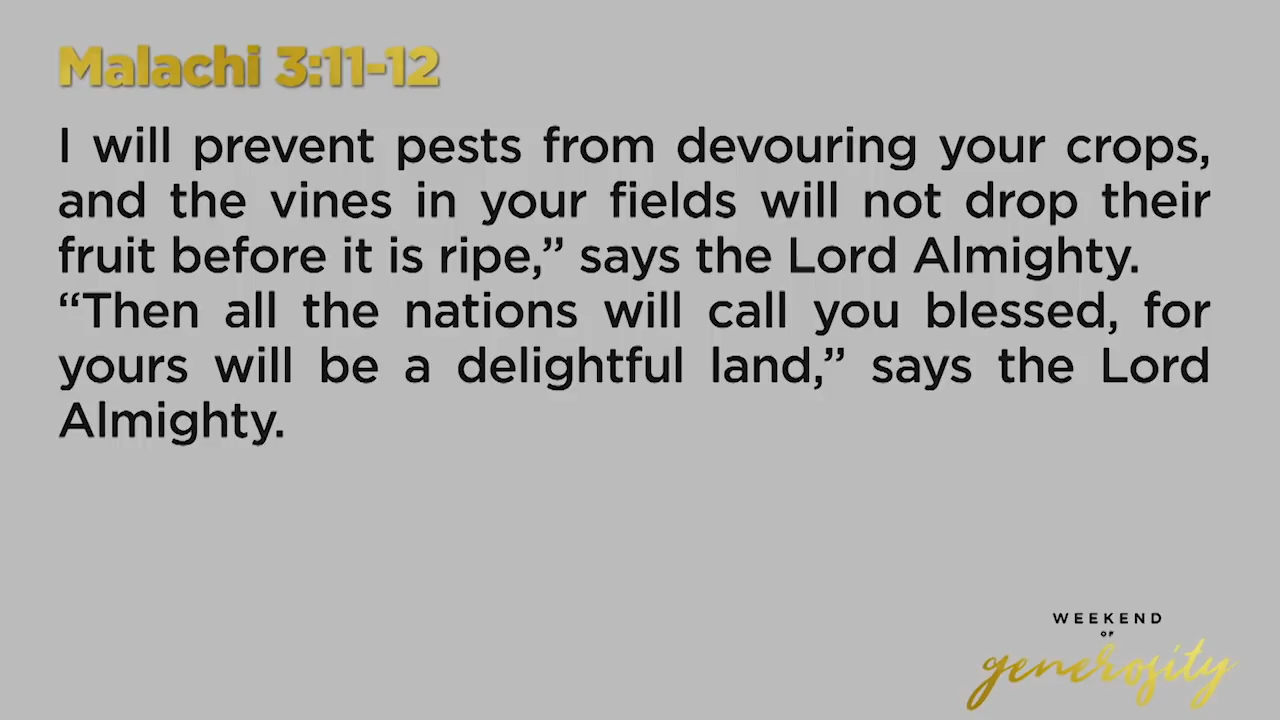 Malachi 3:11-12
I will prevent pests from devouring your crops,
and the vines in your fields will not drop their
fruit before it is ripe,” says the Lord Almighty.
“Then all the nations will call you blessed, for
yours will be a delightful land,” says the Lord
Almighty.
WEEKEND
OF
generosity